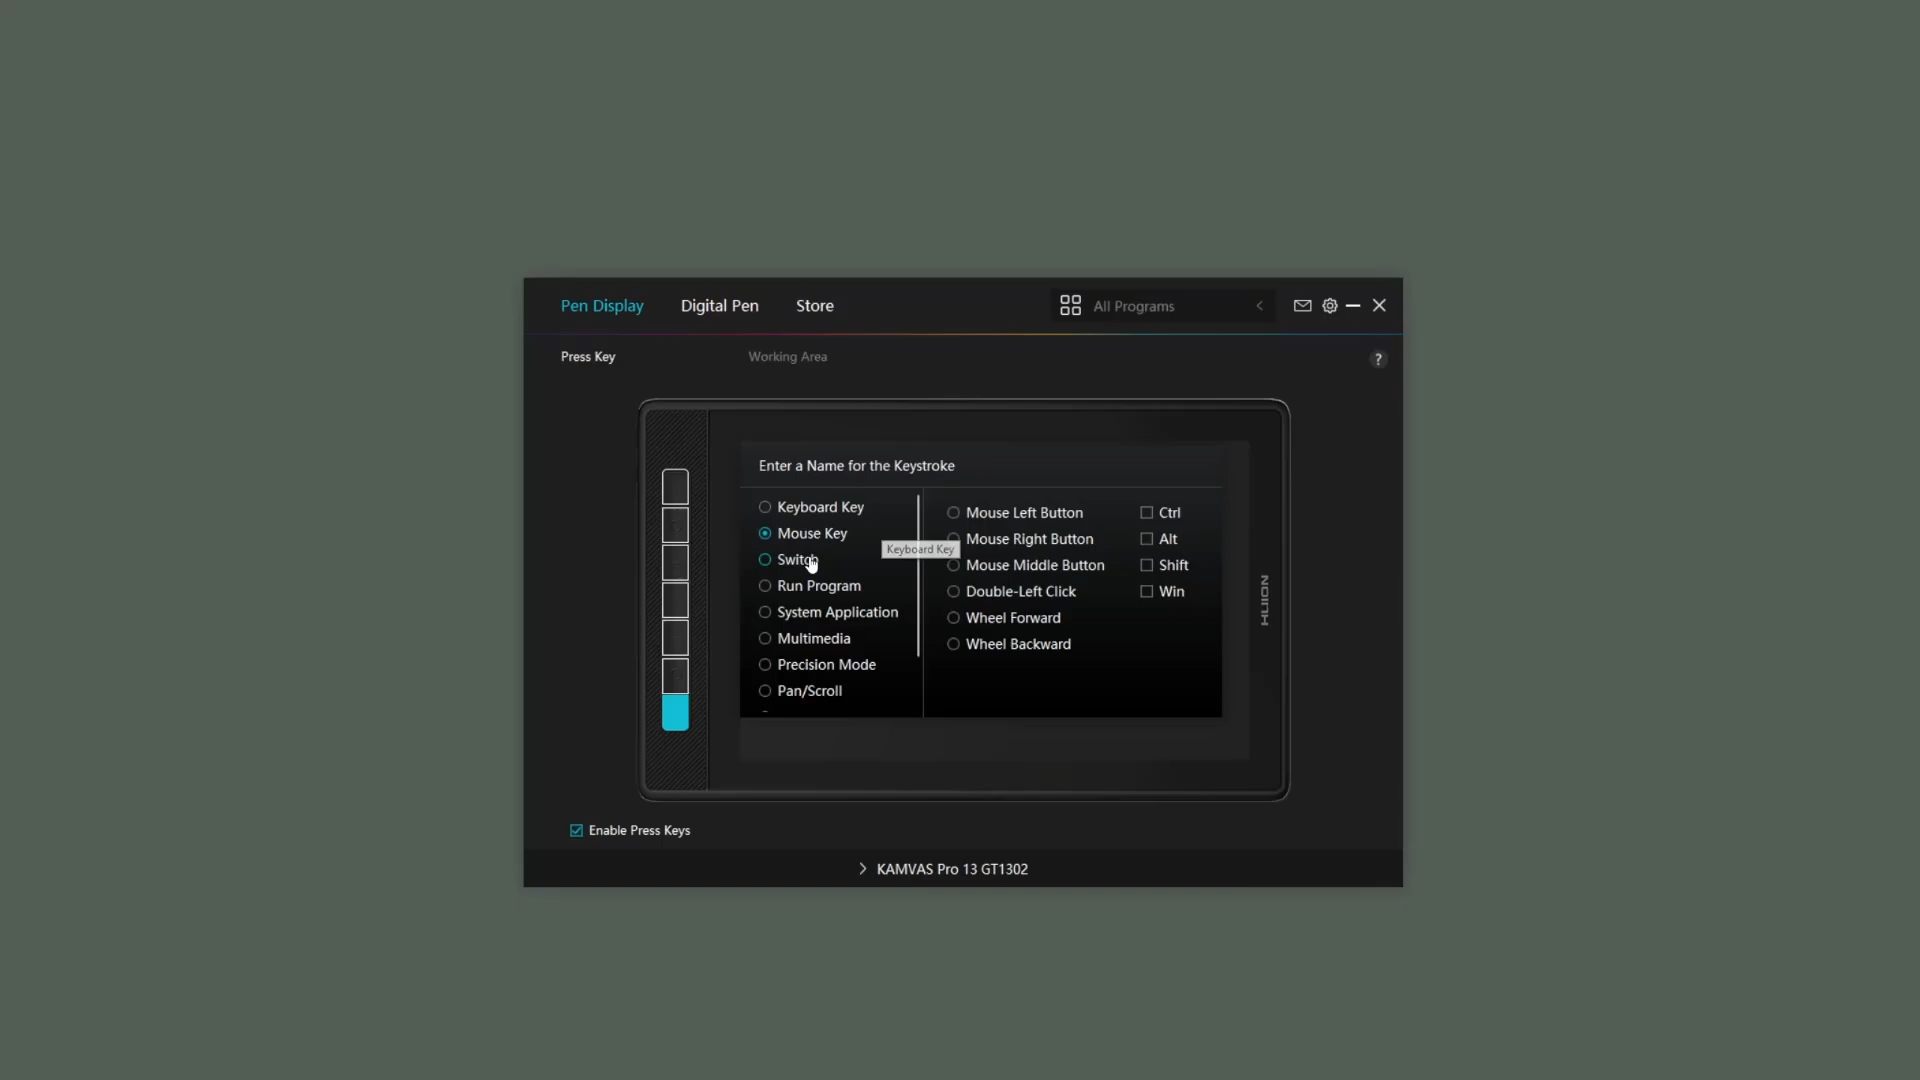 Pen Display
Digital Pen
Store
All Programs
Press Key
Working Area
?
Enter a Name for the Keystroke
Keyboard Key
Mouse Key
Switch
Run Program
System Application
Multimedia
Precision Mode
Pan/Scroll
Keyboard Key
Mouse Left Button
Mouse Right Button
Mouse Middle Button
Double-Left Click
Wheel Forward
Wheel Backward
Ctrl
Alt
Shift
Win
HUION
Enable Press Keys
KAMVAS Pro 13 GT1302